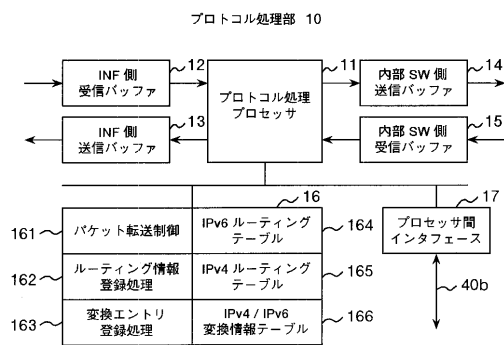 プロトコル処理部 10
INF 側
受信バッファ
12
プロトコル処理
プロセッサ
11
内部 SW 側
送信バッファ
14
INF 側
送信バッファ
13
内部 SW 側
受信バッファ
15
16
17
161
パケット転送制御
IPv6 ルーティング
テーブル
164
プロセッサ間
インタフェース
162
ルーティング情報
登録処理
IPv4 ルーティング
テーブル
165
163
変換エントリ
登録処理
IPv4 / IPv6
変換情報テーブル
166
40b